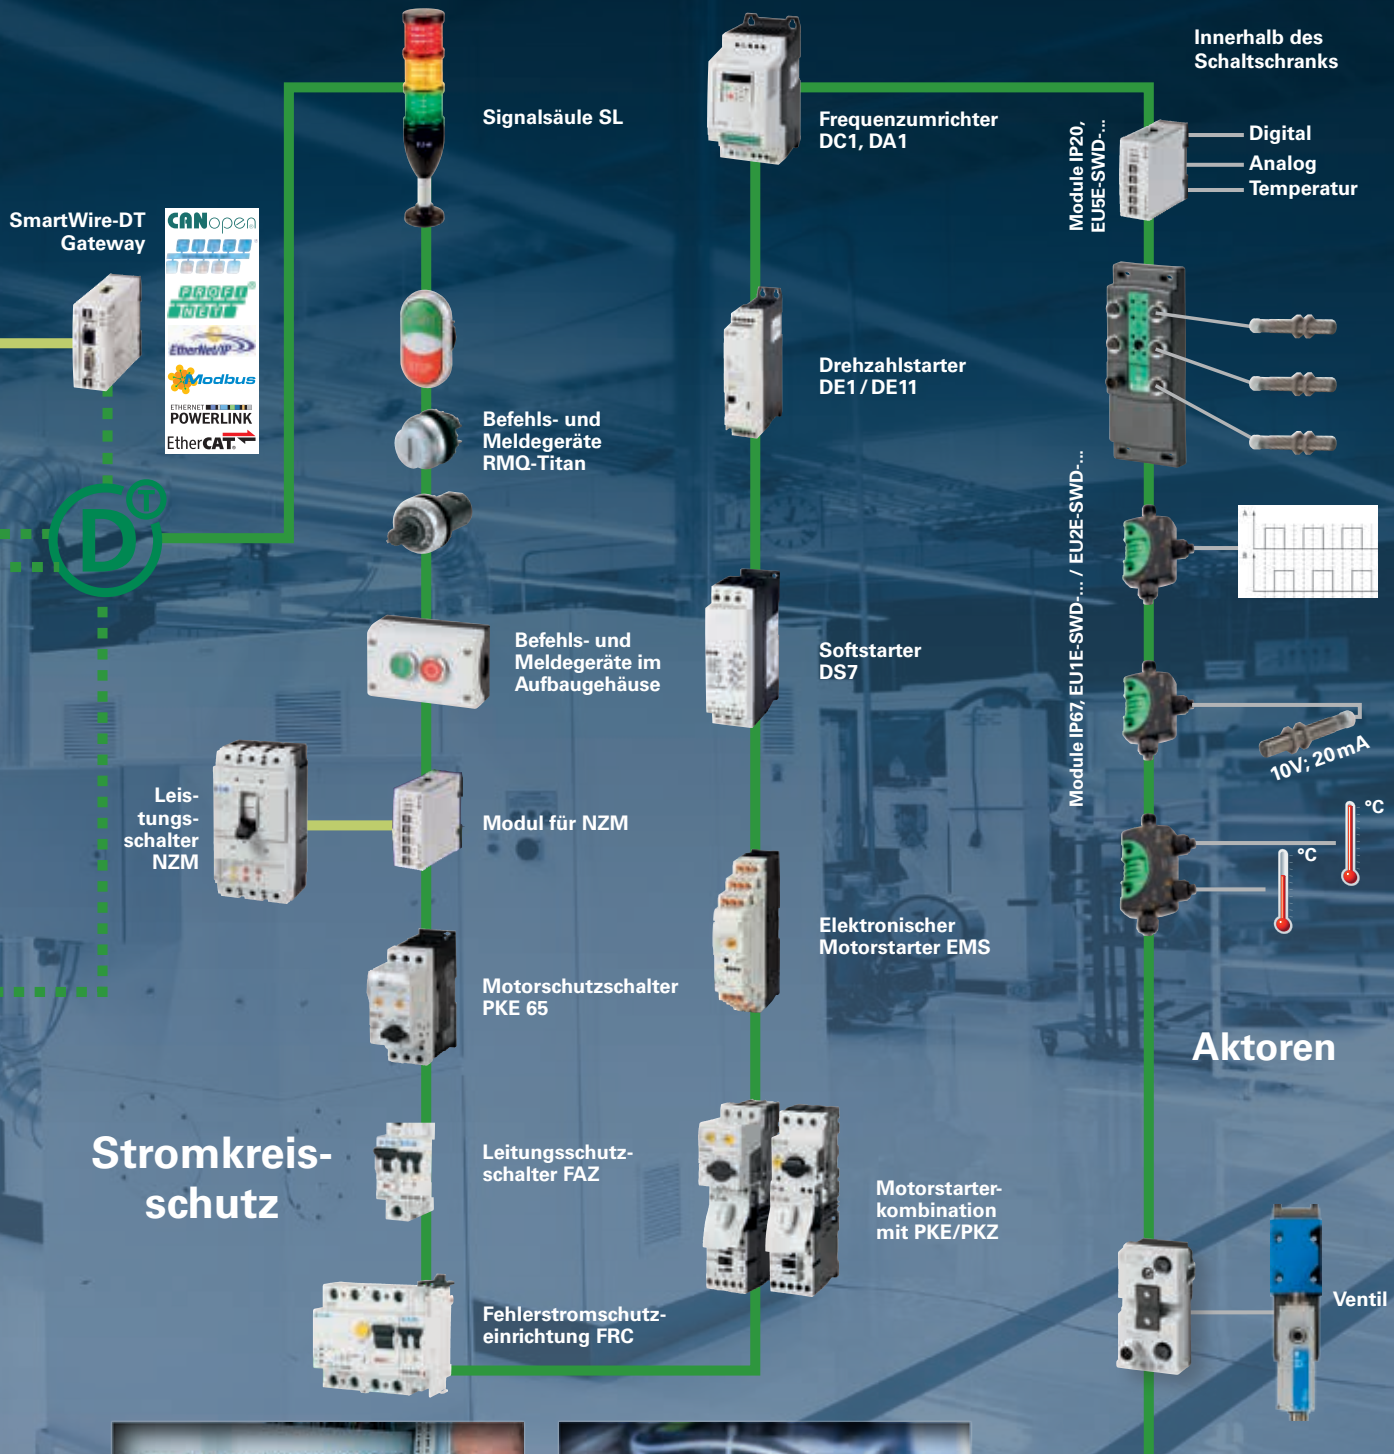 SmartWire-DT
Gateway
CANopen
PROFI
NET
EtherNet/IP
Modbus
ETHERNET
POWERLINK
EtherCAT
D
T
Signalsäule SL
Befehls- und
Meldegeräte
RMQ-Titan
Befehls- und
Meldegeräte im
Aufbaugehäuse
Leis-
tungs-
schalter
NZM
Modul für NZM
Motorschutzschalter
PKE 65
Stromkreis-
schutz
Leitungsschutz-
schalter FAZ
Fehlerstromschutz-
einrichtung FRC
Frequenzumrichter
DC1, DA1
Drehzahlstarter
DE1 / DE11
Softstarter
DS7
Elektronischer
Motorstarter EMS
Motorstarter-
kombination
mit PKE/PKZ
Innerhalb des
Schaltschranks
Module IP20,
EU5E-SWD-...
Digital
Analog
Temperatur
Module IP67, EU1E-SWD-... / EU2E-SWD-...
A
B
10V; 20mA
°C
°C
Aktoren
Ventil